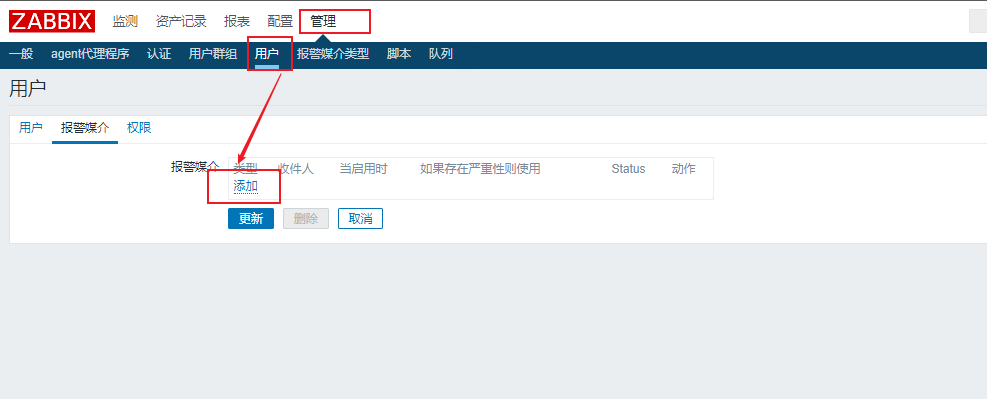 ZABBIX 监测 资产记录 报表 配置 管理
一般 agent代理程序 认证 用户群组 用户 报警媒介类型 脚本 队列
用户
用户 报警媒介 权限
报警媒介 类型 收件人 当启用时 如果存在严重性则使用 Status 动作
添加
更新 删除 取消